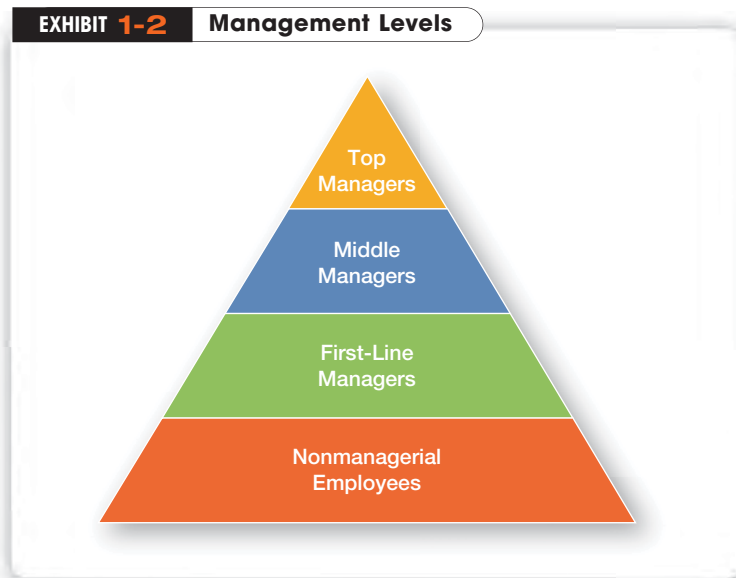 EXHIBIT 1-2 Management Levels
Top
Managers
Middle
Managers
First-Line
Managers
Nonmanagerial
Employees